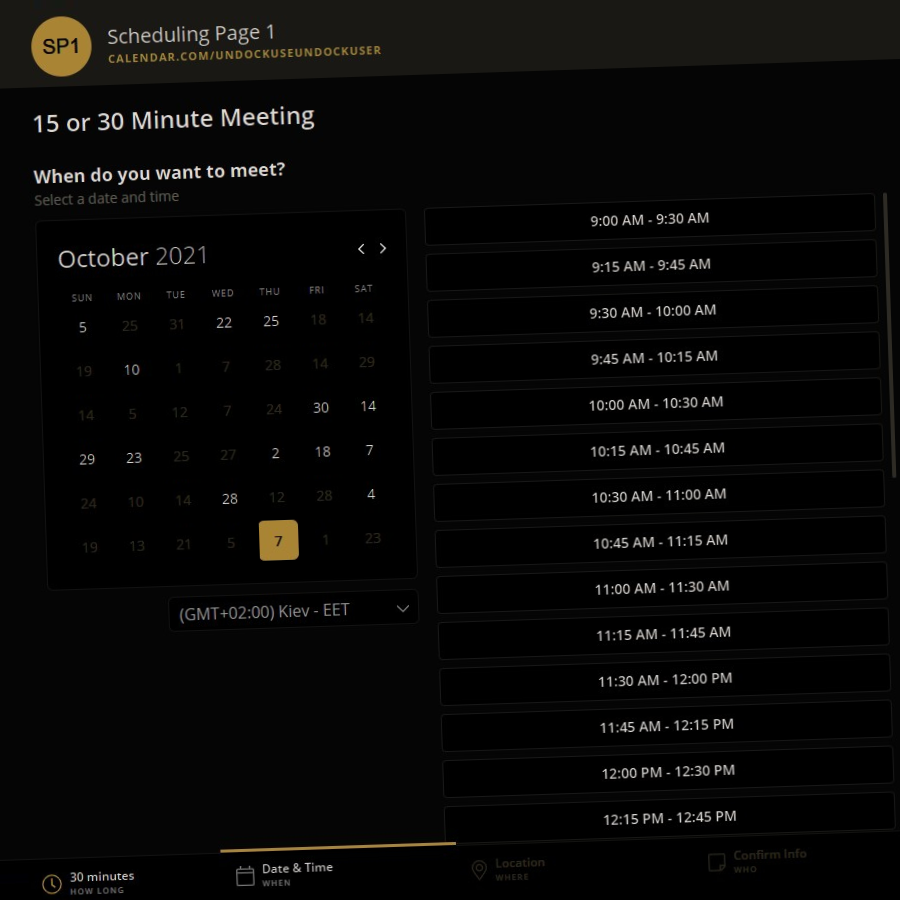 SP1
Scheduling Page 1
CALENDAR.COM/UNDOCKUSEUNDOCKUSER
15 or 30 Minute Meeting
When do you want to meet?
Select a date and time
October 2021
SUN MON TUE WED THU FRI SAT
5 25 31 22 25 18 14
19 10 1 7 28 14 29
14 5 12 7 24 30 14
29 23 25 27 2 18 7
24 10 14 28 12 28 4
19 13 21 5 7 1 23
(GMT+02:00) Kiev - EET
9:00 AM - 9:30 AM
9:15 AM - 9:45 AM
9:30 AM - 10:00 AM
9:45 AM - 10:15 AM
10:00 AM - 10:30 AM
10:15 AM - 10:45 AM
10:30 AM - 11:00 AM
10:45 AM - 11:15 AM
11:00 AM - 11:30 AM
11:15 AM - 11:45 AM
11:30 AM - 12:00 PM
11:45 AM - 12:15 PM
12:00 PM - 12:30 PM
12:15 PM - 12:45 PM
30 minutes
HOW LONG
Date & Time
WHEN
Location
WHERE
Confirm Info
WHO